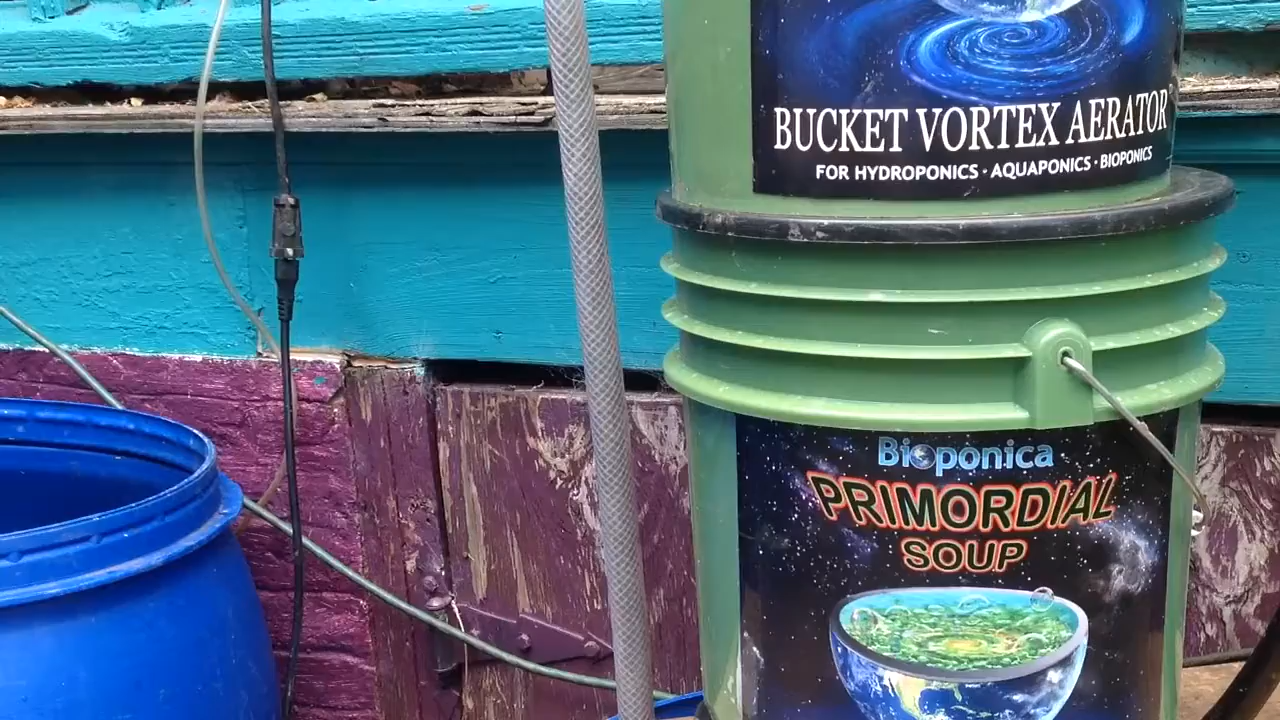 BUCKET VORTEX AERATOR
FOR HYDROPONICS · AQUAPONICS · BIOPONICS
Bioponica
PRIMORDIAL
SOUP